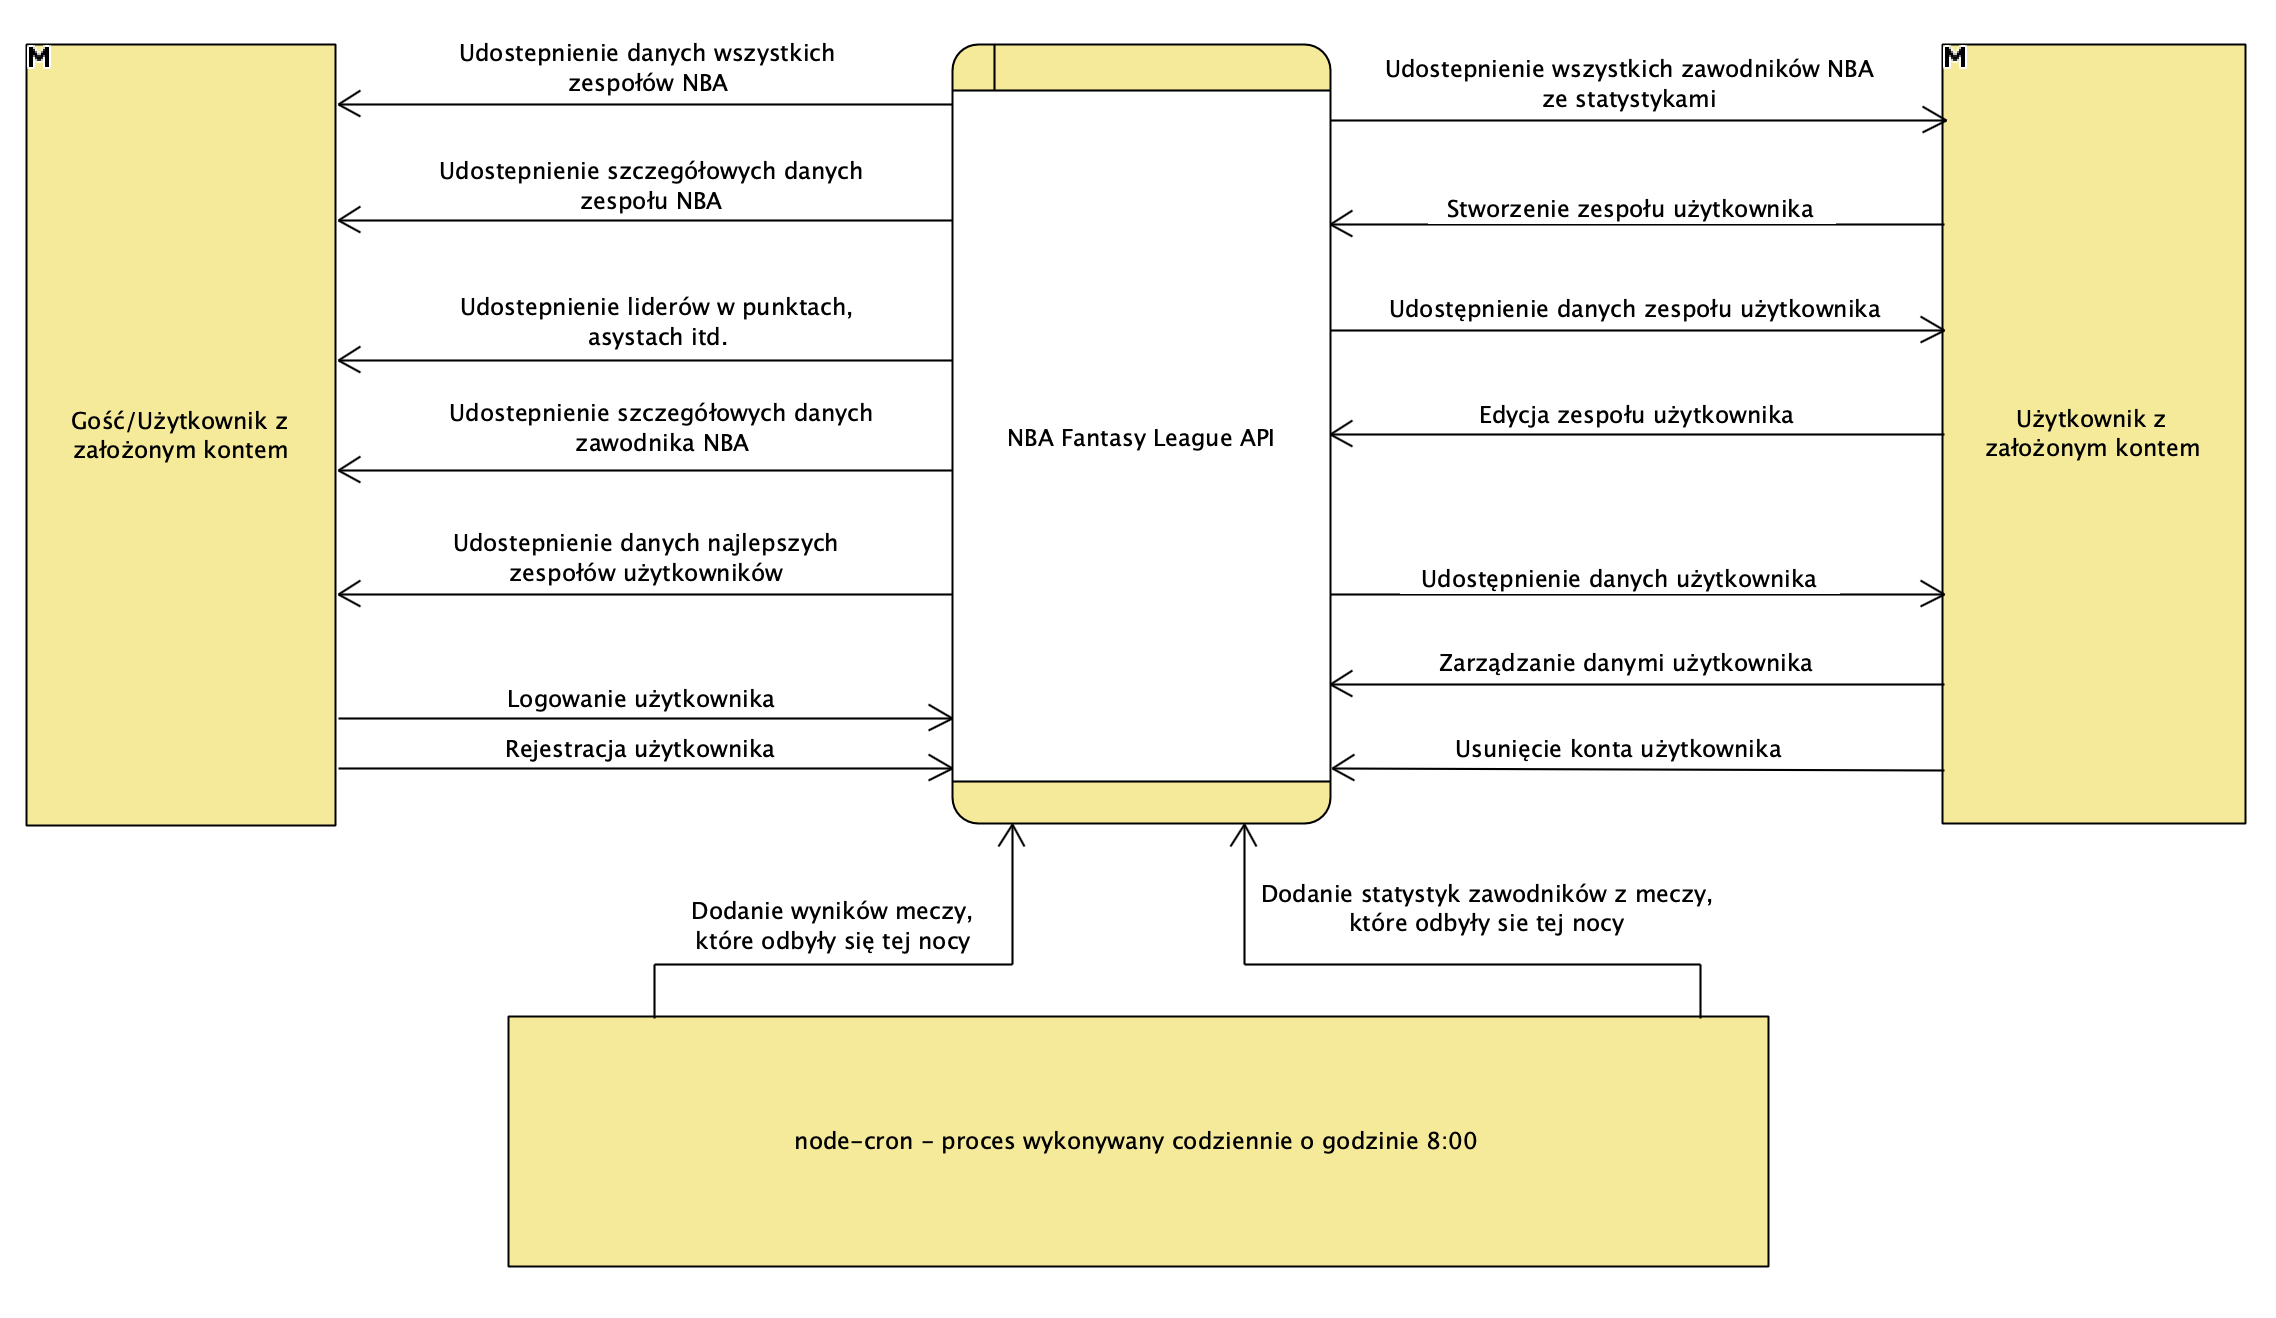 M
Udostepnienie danych wszystkich
zespołów NBA
Udostepnienie szczegółowych danych
zespołu NBA
Udostepnienie liderów w punktach,
asystach itd.
Udostepnienie szczegółowych danych
zawodnika NBA
Udostepnienie danych najlepszych
zespołów użytkowników
Logowanie użytkownika
Rejestracja użytkownika
Gość/Użytkownik z
założonym kontem
NBA Fantasy League API
M
Udostepnienie wszystkich zawodników NBA
ze statystykami
Stworzenie zespołu użytkownika
Udostępnienie danych zespołu użytkownika
Edycja zespołu użytkownika
Udostępnienie danych użytkownika
Zarządzanie danymi użytkownika
Usunięcie konta użytkownika
Użytkownik z
założonym kontem
Dodanie wyników meczy,
które odbyły się tej nocy
Dodanie statystyk zawodników z meczy,
które odbyły sie tej nocy
node-cron - proces wykonywany codziennie o godzinie 8:00